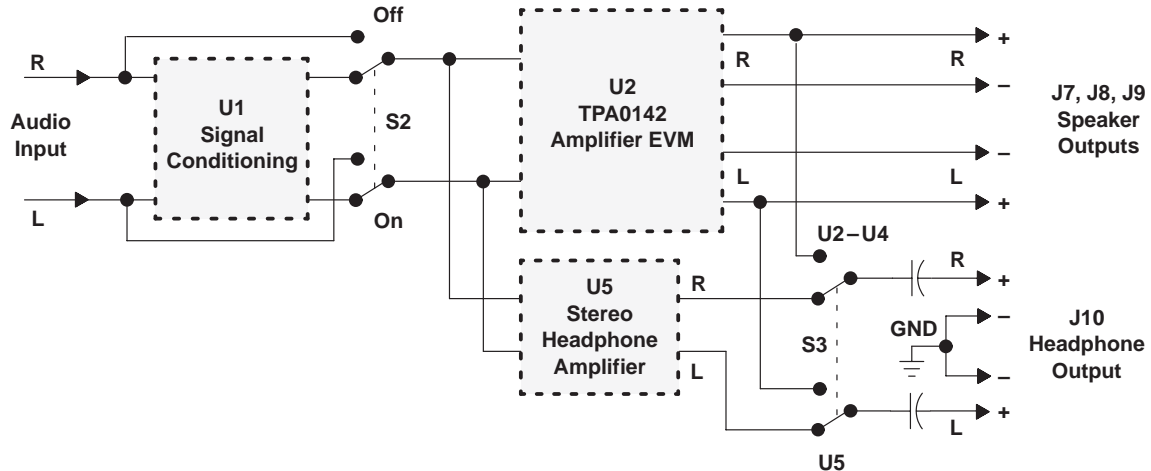 Off
R
Audio
Input
L
U1
Signal
Conditioning
S2
On
U2
TPA0142
Amplifier EVM
R
L
R
+
–
–
L
+
J7, J8, J9
Speaker
Outputs
U5
Stereo
Headphone
Amplifier
R
L
U2–U4
S3
U5
GND
R
+
–
–
+
L
J10
Headphone
Output